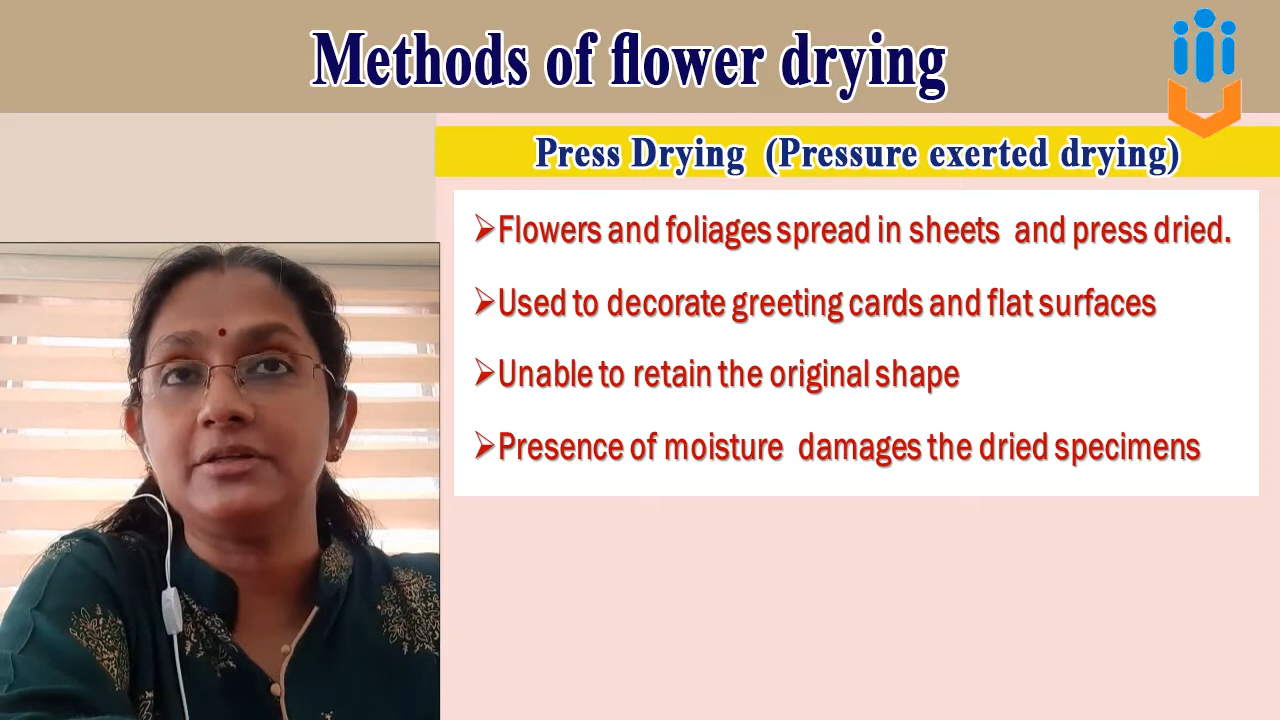 Methods of flower drying
Press Drying (Pressure exerted drying)
Flowers and foliages spread in sheets and press dried.
Used to decorate greeting cards and flat surfaces
Unable to retain the original shape
Presence of moisture damages the dried specimens